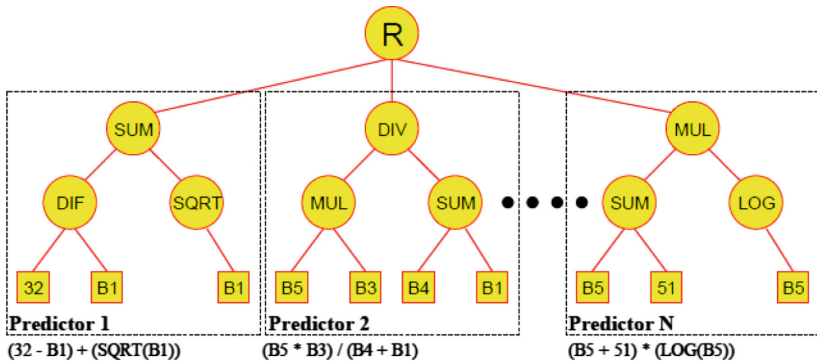 R
SUM DIV MUL
DIF SQRT MUL SUM SUM LOG
32 B1 B1 B5 B3 B4 B1 B5 51 B5
Predictor 1 Predictor 2 Predictor N
(32 - B1) + (SQRT(B1)) (B5 * B3) / (B4 + B1) (B5 + 51) * (LOG(B5))